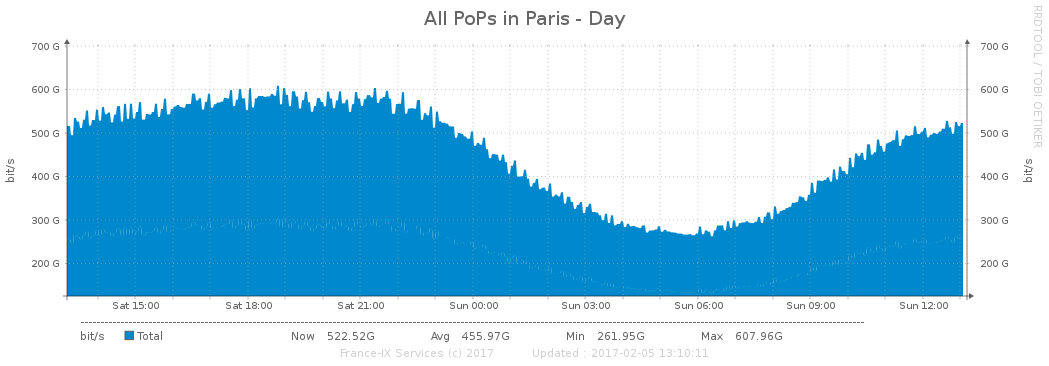 All PoPs in Paris - Day
RRDTOOL / TOBI OETIKER
700 G 700 G
600 G 600 G
500 G 500 G
400 G 400 G
300 G 300 G
200 G 200 G
bit/s bit/s
Sat 15:00 Sat 18:00 Sat 21:00 Sun 00:00 Sun 03:00 Sun 06:00 Sun 09:00 Sun 12:00
bit/s Total Now 522.52G Avg 455.97G Min 261.95G Max 607.96G
France-IX Services (c) 2017 Updated : 2017-02-05 13:10:11